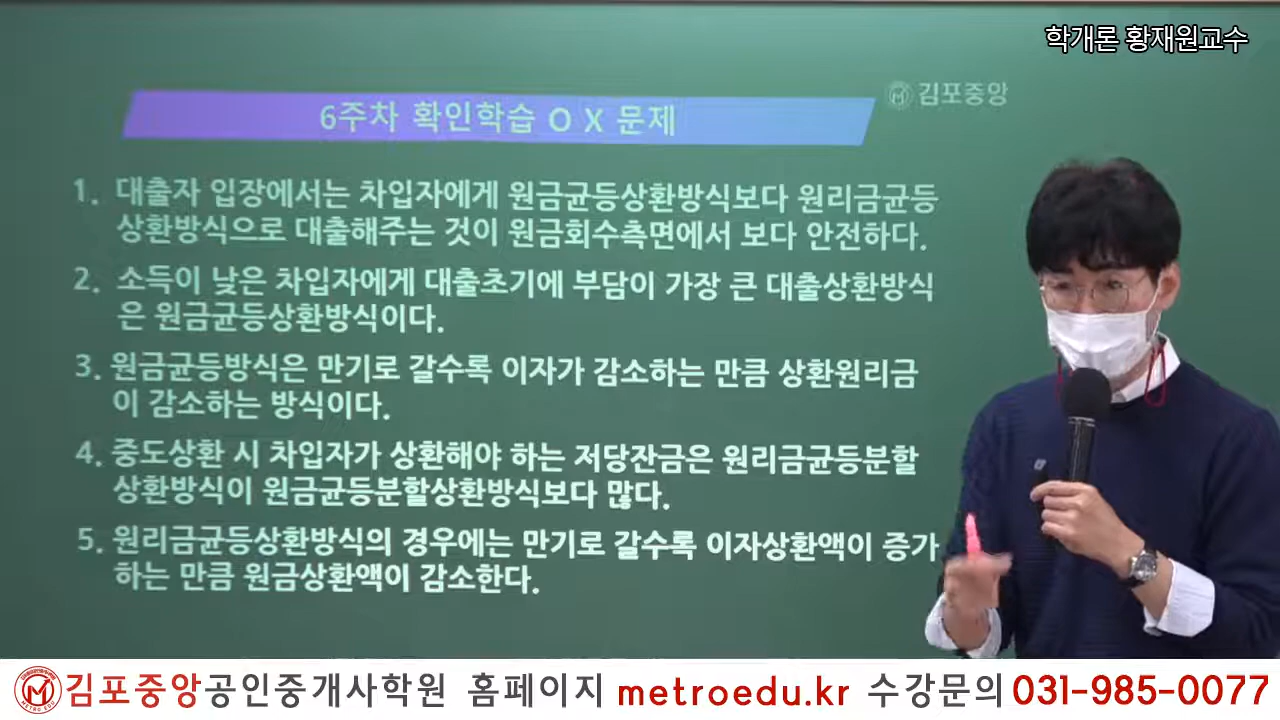 학개론 황재원교수
김포중앙
6주차 확인학습 O X 문제
1. 대출자 입장에서는 차입자에게 원금균등상환방식보다 원리금균등
상환방식으로 대출해주는 것이 원금회수측면에서 보다 안전하다.
2. 소득이 낮은 차입자에게 대출초기에 부담이 가장 큰 대출상환방식
은 원금균등상환방식이다.
3. 원금균등방식은 만기로 갈수록 이자가 감소하는 만큼 상환원리금
이 감소하는 방식이다.
4. 중도상환 시 차입자가 상환해야 하는 저당잔금은 원리금균등분할
상환방식이 원금균등분할상환방식보다 많다.
5. 원리금균등상환방식의 경우에는 만기로 갈수록 이자상환액이 증가
하는 만큼 원금상환액이 감소한다.
김포중앙공인중개사학원 홈페이지 metroedu.kr 수강문의 031-985-0077